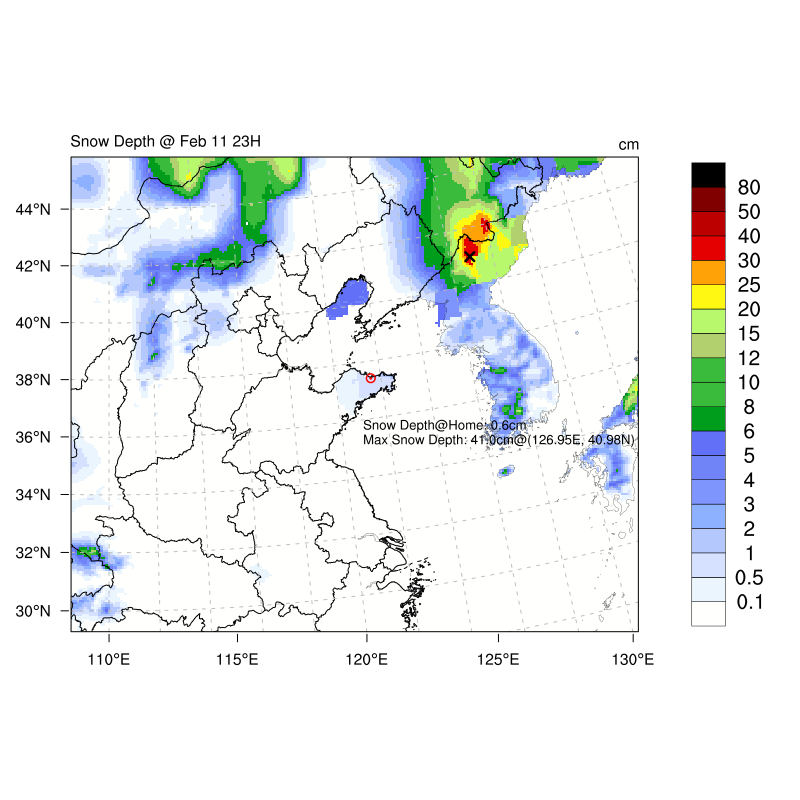 Snow Depth @ Feb 11 23H
cm
80
50
40
30
25
20
15
12
10
8
6
5
4
3
2
1
0.5
0.1
44°N
42°N
40°N
38°N
36°N
34°N
32°N
30°N
Snow Depth@Home: 0.6cm
Max Snow Depth: 41.0cm@(126.95E, 40.98N)
110°E
115°E
120°E
125°E
130°E